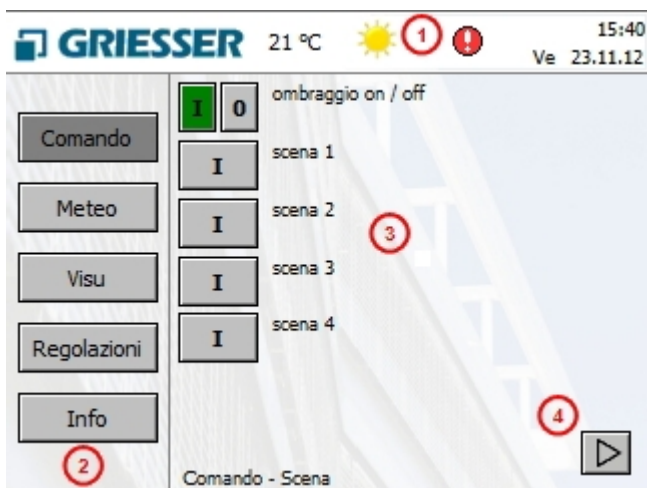 GRIESSER 21 °C 1 ! 15:40
Ve 23.11.12
Comando
Meteo
Visu
Regolazioni
Info
2
I 0 ombraggio on / off
I scena 1
I scena 2
3
I scena 3
I scena 4
4
Comando - Scena